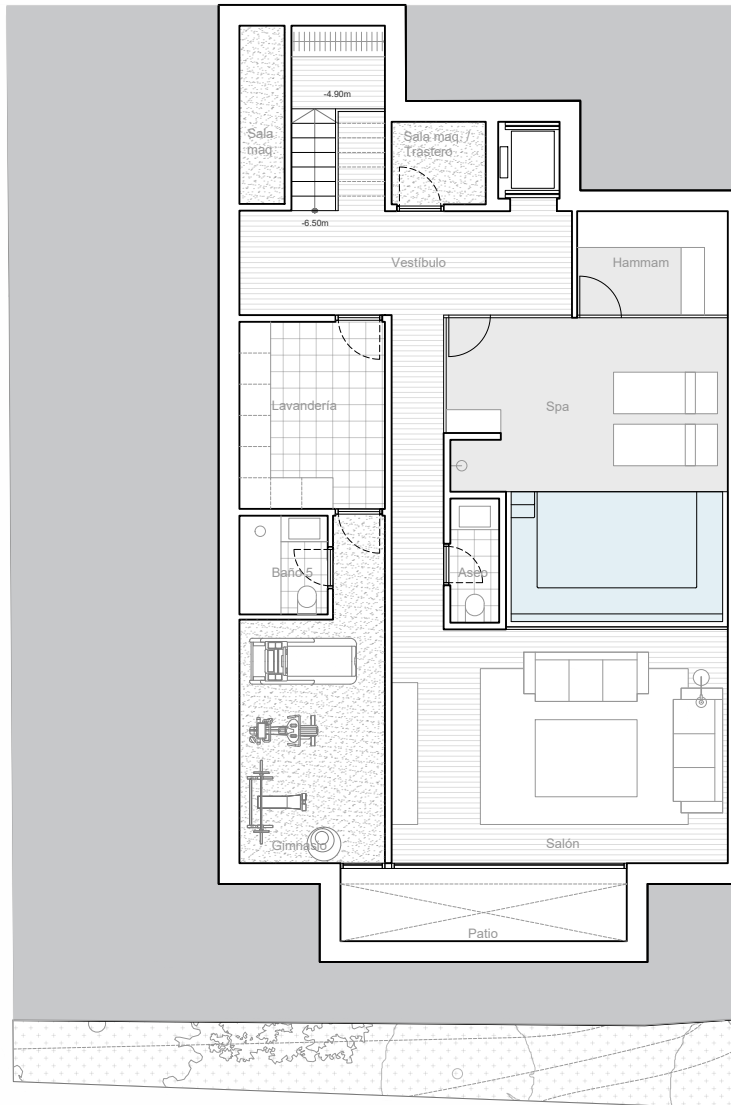 -4.90m
Sala
maq
Sala maq. /
Trastero
-6.50m
Vestíbulo
Hammam
Lavandería
Spa
Baño 5
Aseo
Gimnasio
Salón
Patio